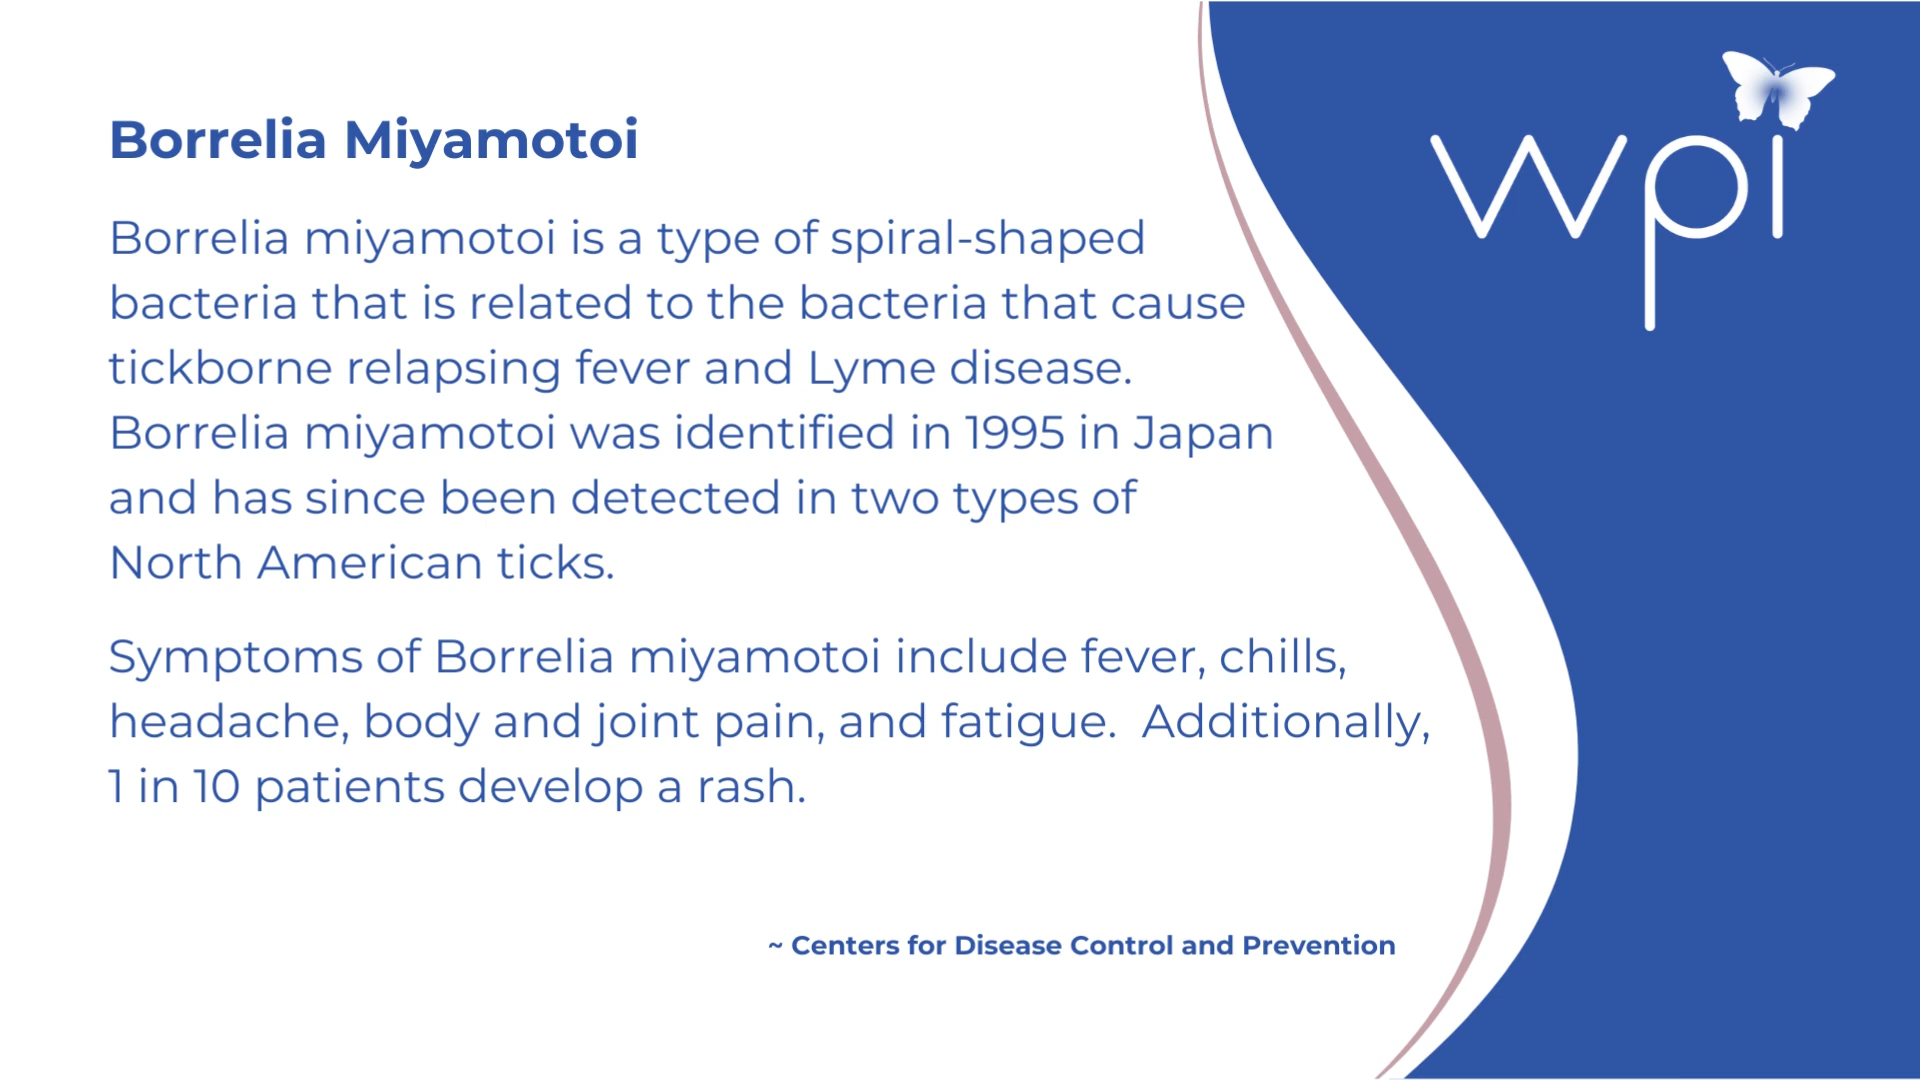 Borrelia Miyamotoi
Borrelia miyamotoi is a type of spiral-shaped
bacteria that is related to the bacteria that cause
tickborne relapsing fever and Lyme disease.
Borrelia miyamotoi was identified in 1995 in Japan
and has since been detected in two types of
North American ticks.
Symptoms of Borrelia miyamotoi include fever, chills,
headache, body and joint pain, and fatigue.  Additionally,
1 in 10 patients develop a rash.
~ Centers for Disease Control and Prevention
wpi